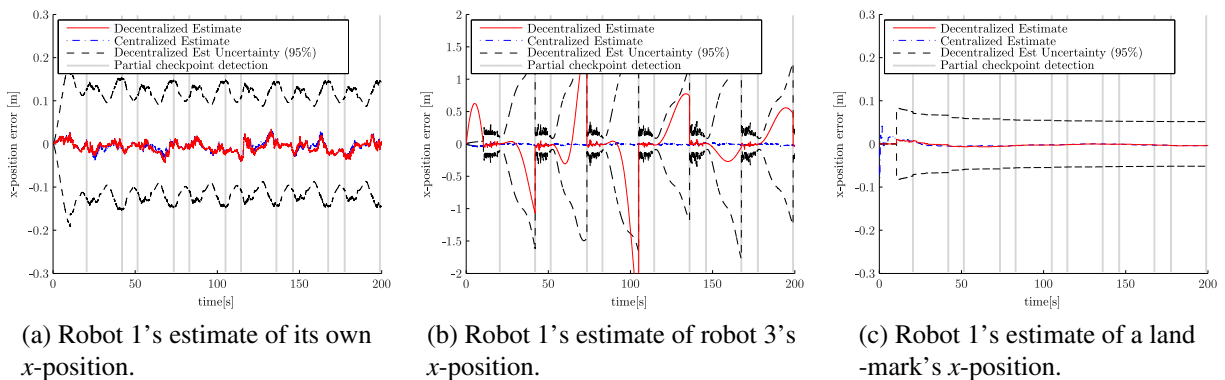 0.3
0.2
0.1
0
-0.1
-0.2
-0.3
x-position error [m]
Decentralized Estimate
Centralized Estimate
Decentralized Est Uncertainty (95%)
Partial checkpoint detection
0 50 100 150 200
time[s]
(a) Robot 1's estimate of its own
x-position.
2
1.5
1
0.5
0
-0.5
-1
-1.5
-2
x-position error [m]
Decentralized Estimate
Centralized Estimate
Decentralized Est Uncertainty (95%)
Partial checkpoint detection
0 50 100 150 200
time[s]
(b) Robot 1's estimate of robot 3's
x-position.
0.3
0.2
0.1
0
-0.1
-0.2
-0.3
x-position error [m]
Decentralized Estimate
Centralized Estimate
Decentralized Est Uncertainty (95%)
Partial checkpoint detection
0 50 100 150 200
time[s]
(c) Robot 1's estimate of a land
-mark's x-position.